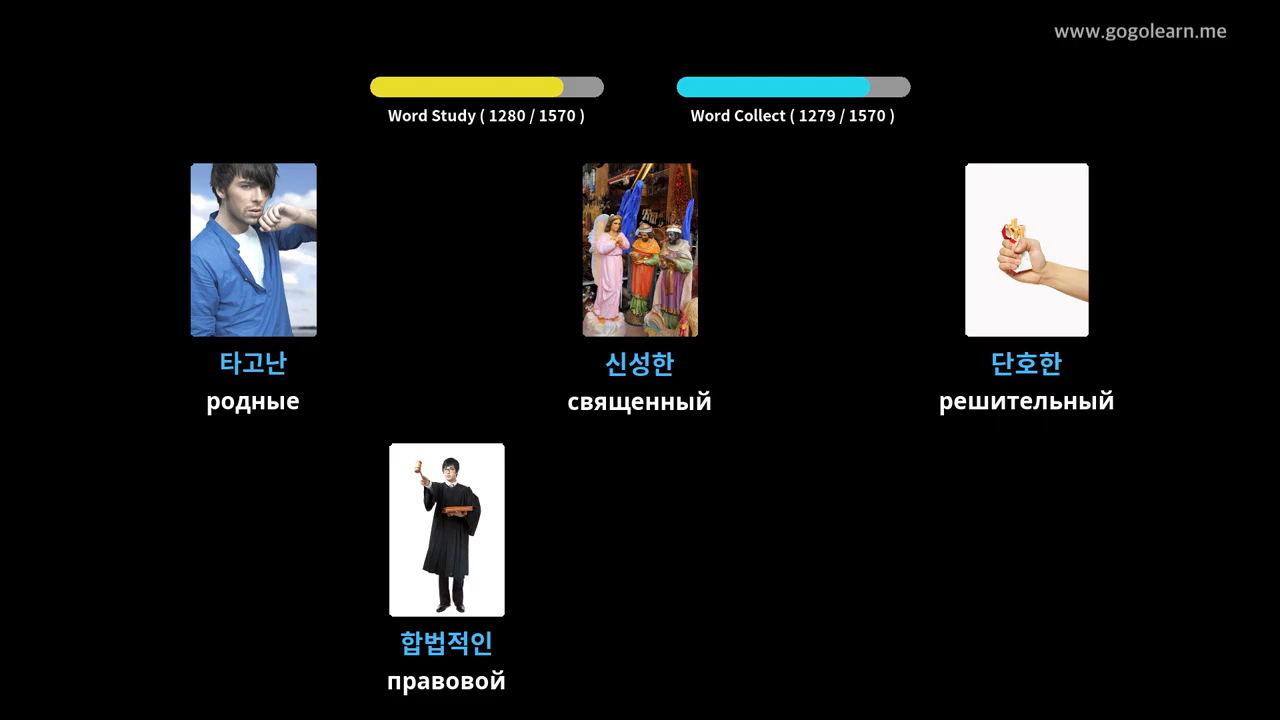 www.gogolearn.me
Word Study ( 1280 / 1570 )
Word Collect ( 1279 / 1570 )
타고난
родные
신성한
священный
단호한
решительный
합법적인
правовой